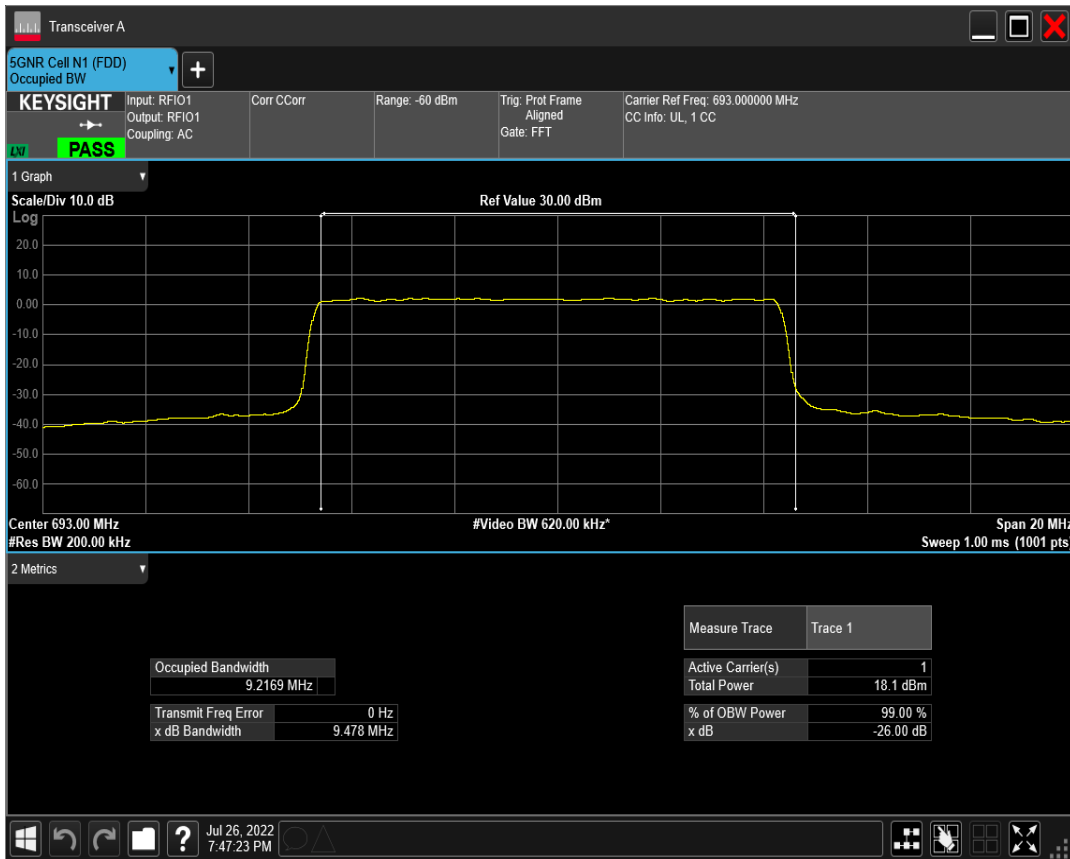 Transceiver A
5GNR Cell N1 (FDD)
Occupied BW
+
KEYSIGHT
LXI
PASS
Input: RFIO1
Output: RFIO1
Coupling: AC
Corr CCorr
Range: -60 dBm
Trig: Prot Frame
Aligned
Gate: FFT
Carrier Ref Freq: 693.000000 MHz
CC Info: UL, 1 CC
1 Graph
Scale/Div 10.0 dB
Ref Value 30.00 dBm
Log
20.0
10.0
0.00
-10.0
-20.0
-30.0
-40.0
-50.0
-60.0
Center 693.00 MHz
#Video BW 620.00 kHz*
Span 20 MHz
#Res BW 200.00 kHz
Sweep 1.00 ms (1001 pts)
2 Metrics
Measure Trace Trace 1
Occupied Bandwidth
9.2169 MHz
Active Carrier(s) 1
Total Power 18.1 dBm
Transmit Freq Error 0 Hz
x dB Bandwidth 9.478 MHz
% of OBW Power 99.00 %
x dB -26.00 dB
?
Jul 26, 2022
7:47:23 PM